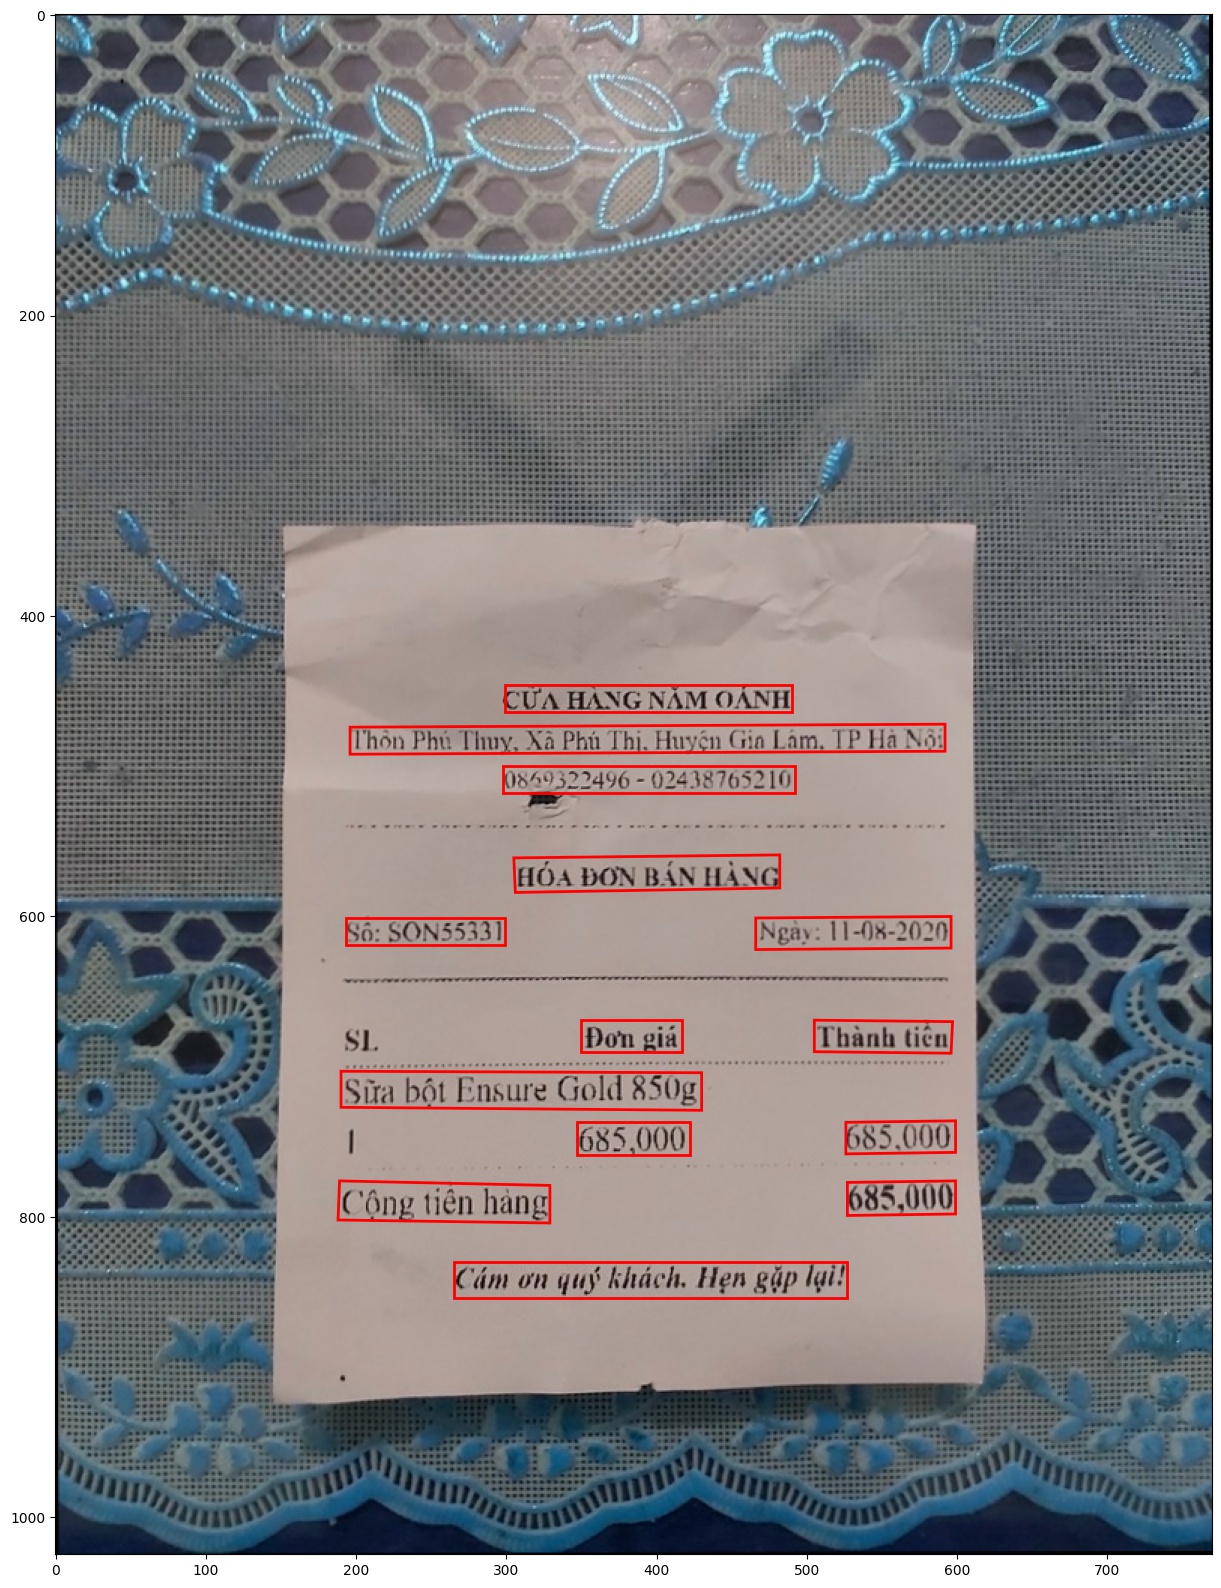 0
200
400
600
800
1000
0 100 200 300 400 500 600 700
CỬA HÀNG NĂM OÁNH
Thôn Phú Thụy, Xã Phú Thị, Huyện Gia Lâm, TP Hà Nội
0869322496 - 02438765210
HÓA ĐƠN BÁN HÀNG
Số: SON55331 Ngày: 11-08-2020
SL Đơn giá Thành tiền
Sữa bột Ensure Gold 850g
1 685,000 685,000
Cộng tiền hàng 685,000
Cám ơn quý khách. Hẹn gặp lại!